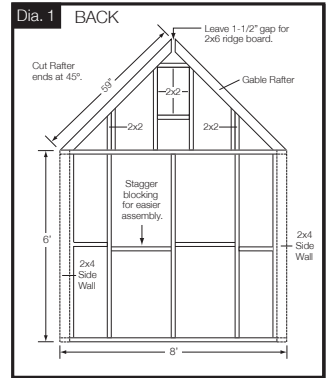 Dia. 1 BACK
Leave 1-1/2” gap for
2x6 ridge board.
Cut Rafter
ends at 45º.
59”
Gable Rafter
2x2
2x2
2x2
Stagger
blocking
for easier
assembly.
6’
2x4
Side
Wall
2x4
Side
Wall
8’